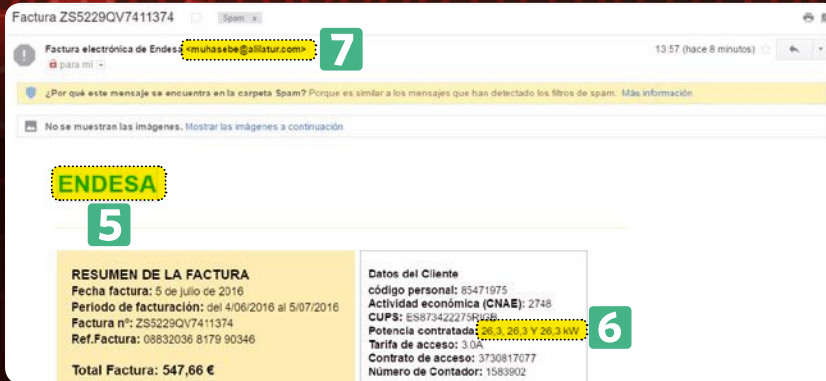 Factura ZS5229QV7411374 Spam x
Factura electrónica de Endesa <muhasebe@alilatur.com> 7 13:57 (hace 8 minutos)
para mí
¿Por qué este mensaje se encuentra en la carpeta Spam? Porque es similar a los mensajes que han detectado los filtros de spam. Más información
No se muestran las imágenes. Mostrar las imágenes a continuación
ENDESA
5
RESUMEN DE LA FACTURA
Fecha factura: 5 de julio de 2016
Periodo de facturación: del 4/06/2016 al 5/07/2016
Factura nº: ZS5229QV7411374
Ref.Factura: 08832036 8179 90346
Total Factura: 547,66 €
Datos del Cliente
código personal: 85471975
Actividad económica (CNAE): 2748
CUPS: ES873422275RIGB
Potencia contratada: 26,3, 26,3 Y 26,3 kW 6
Tarifa de acceso: 3.0A
Contrato de acceso: 3730817077
Número de Contador: 1583902